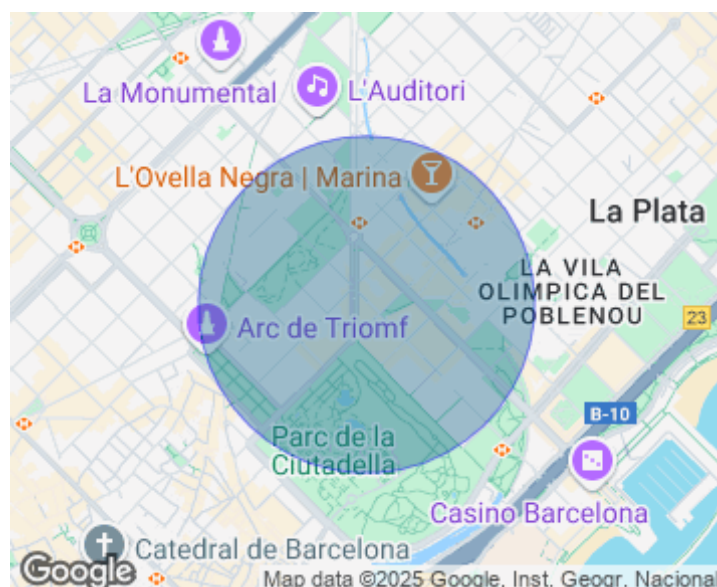 La Monumental
L'Auditori
L'Ovella Negra | Marina
La Plata
LA VILA
OLIMPICA DEL
POBLENOU
23
Arc de Triomf
B-10
Parc de la
Ciutadella
Casino Barcelona
Catedral de Barcelona
Google
Map data ©2025 Google, Inst. Geogr. Nacional